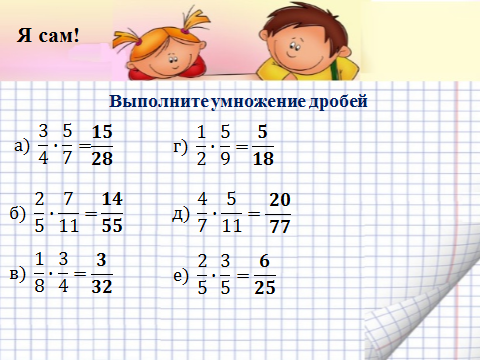 Я сам!
Выполните умножение дробей
а) 3/4 · 5/7 = 15/28
г) 1/2 · 5/9 = 5/18
б) 2/5 · 7/11 = 14/55
д) 4/7 · 5/11 = 20/77
в) 1/8 · 3/4 = 3/32
е) 2/5 · 3/5 = 6/25